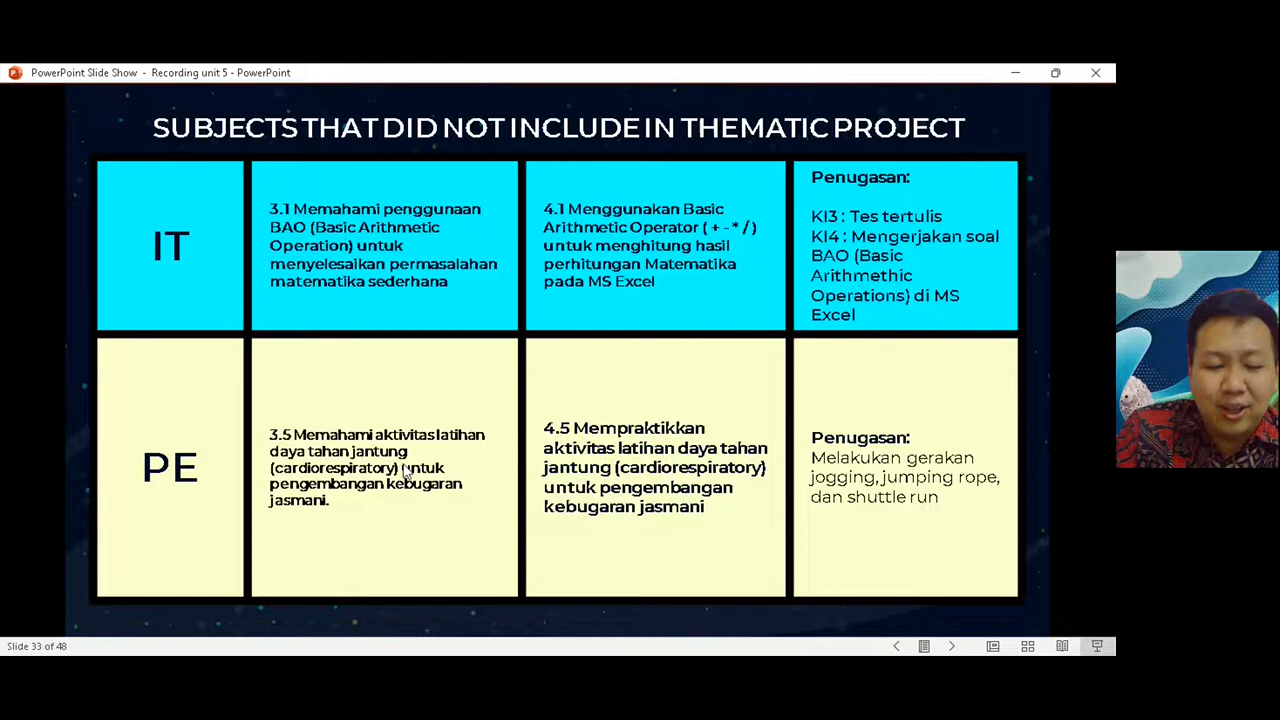 PowerPoint Slide Show - Recording unit 5 - PowerPoint
SUBJECTS THAT DID NOT INCLUDE IN THEMATIC PROJECT
IT
3.1 Memahami penggunaan
BAO (Basic Arithmetic
Operation) untuk
menyelesaikan permasalahan
matematika sederhana
4.1 Menggunakan Basic
Arithmetic Operator ( + - * / )
untuk menghitung hasil
perhitungan Matematika
pada MS Excel
Penugasan:
KI3 : Tes tertulis
KI4 : Mengerjakan soal
BAO (Basic
Arithmethic
Operations) di MS
Excel
PE
3.5 Memahami aktivitas latihan
daya tahan jantung
(cardiorespiratory) untuk
pengembangan kebugaran
jasmani.
4.5 Mempraktikkan
aktivitas latihan daya tahan
jantung (cardiorespiratory)
untuk pengembangan
kebugaran jasmani
Penugasan:
Melakukan gerakan
jogging, jumping rope,
dan shuttle run
Slide 33 of 48